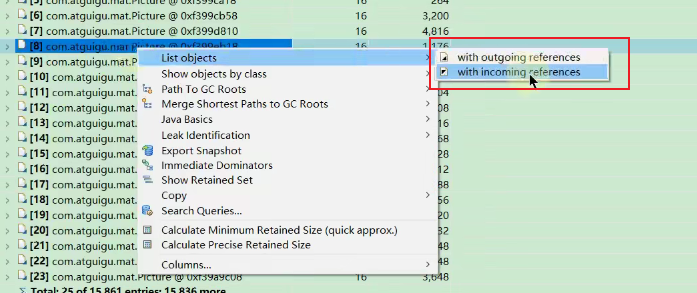 [5] com.atguigu.mat.Picture @ 0xf399ca18 16 264
[6] com.atguigu.mat.Picture @ 0xf399cb58 16 3,200
[7] com.atguigu.mat.Picture @ 0xf399d810 16 4,816
[8] com.atguigu.mat.Picture @ 0xf399eb18 16 1,176
[9] com.atguigu.mat.P
[10] com.atguigu.mat.
[11] com.atguigu.mat.
[12] com.atguigu.mat.
[13] com.atguigu.mat.
[14] com.atguigu.mat.
[15] com.atguigu.mat.
[16] com.atguigu.mat.
[17] com.atguigu.mat.
[18] com.atguigu.mat.
[19] com.atguigu.mat.
[20] com.atguigu.mat.
[21] com.atguigu.mat.
[22] com.atguigu.mat.
[23] com.atguigu.mat.Picture @ 0xf39a9c08 16 3,648
Σ Total: 25 of 15,861 entries; 15,836 more
List objects
Show objects by class
Path To GC Roots
Merge Shortest Paths to GC Roots
Java Basics
Leak Identification
Export Snapshot
Immediate Dominators
Show Retained Set
Copy
Search Queries...
Calculate Minimum Retained Size (quick approx.)
Calculate Precise Retained Size
Columns...
with outgoing references
with incoming references